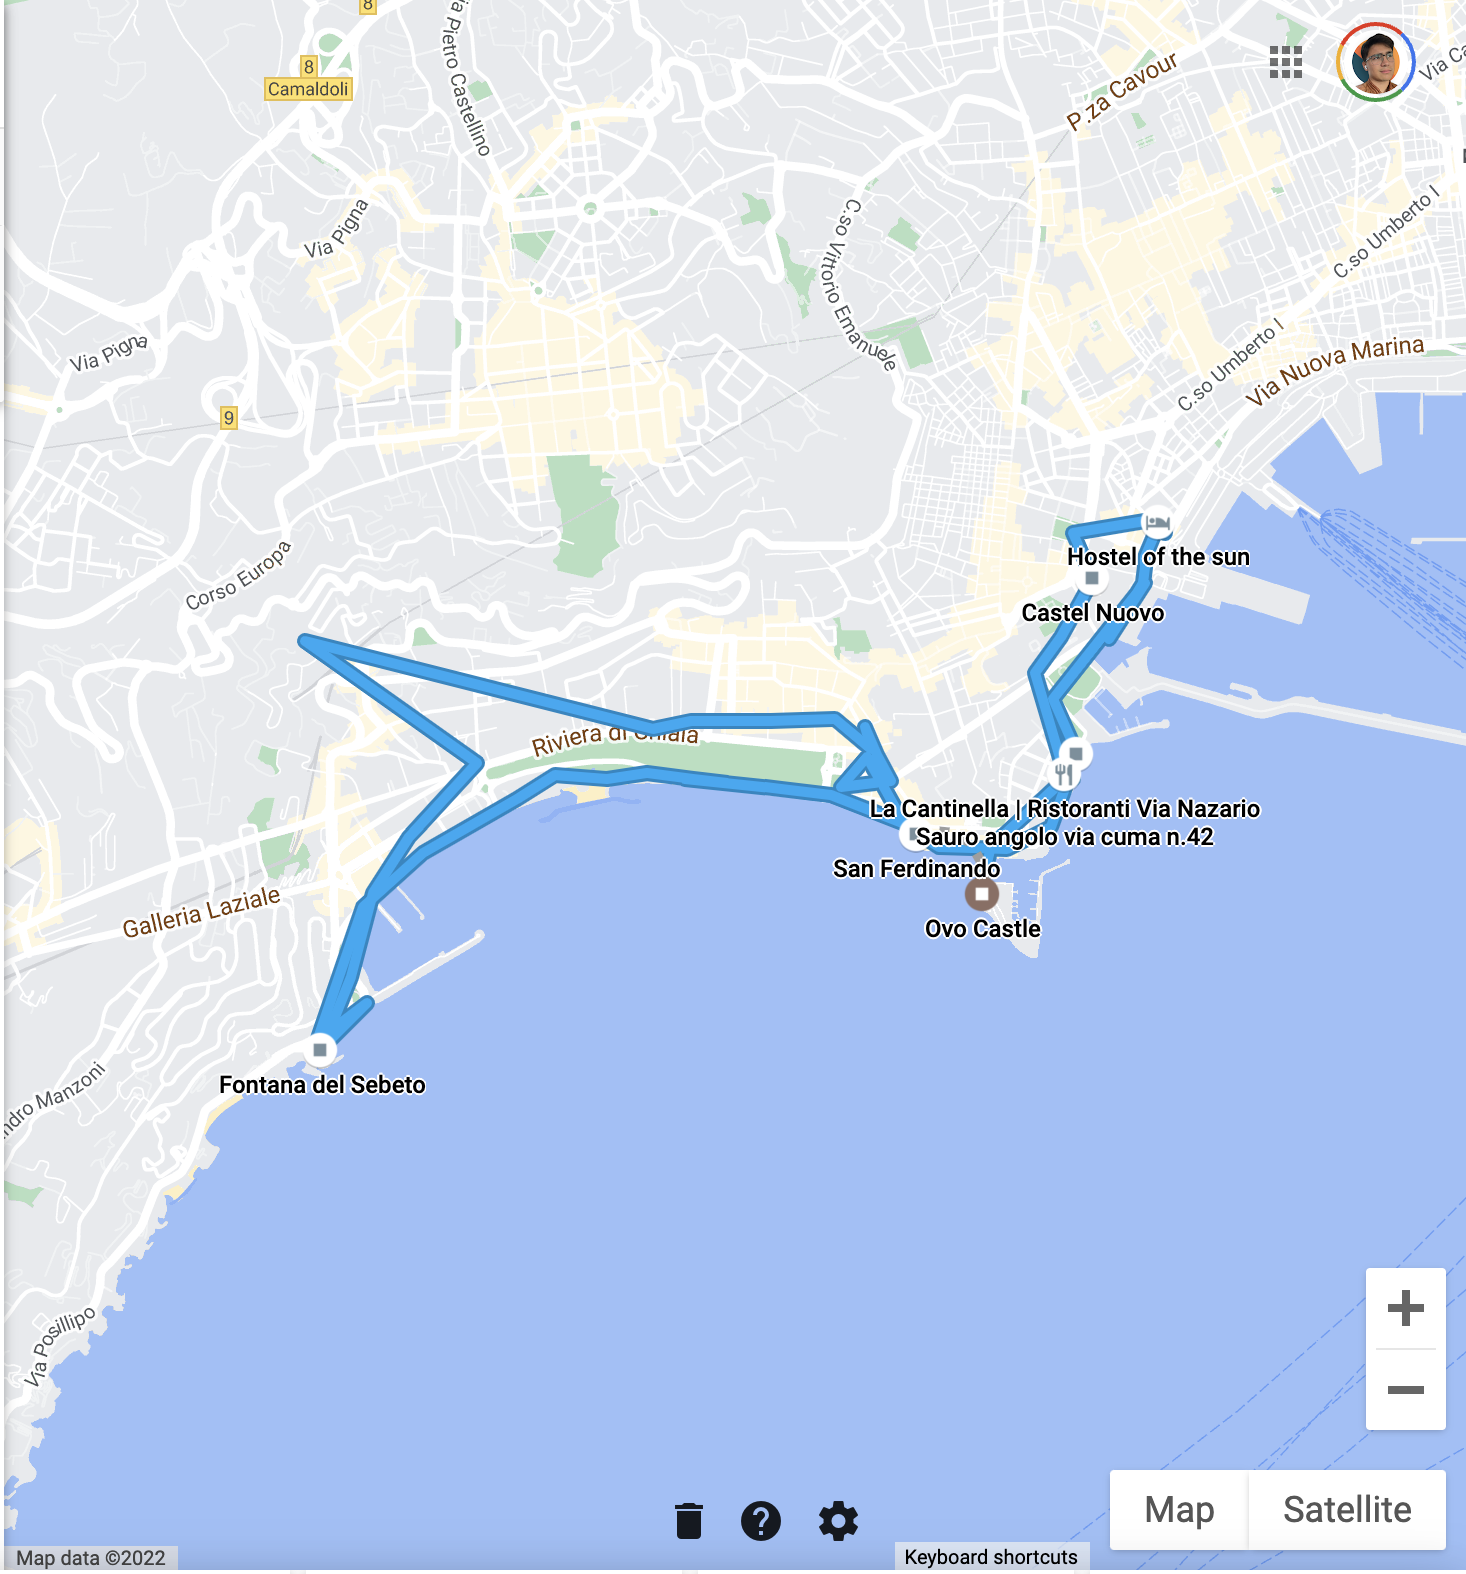 8
8
Camaldoli
Via Pietro Castellino
P.za Cavour
Via Pigna
C.so Vittorio Emanuele
C.so Umberto I
Via Pigna
C.so Umberto I
Via Nuova Marina
9
Corso Europa
Hostel of the sun
Castel Nuovo
Riviera di Chiaia
La Cantinella | Ristoranti Via Nazario
Sauro angolo via cuma n.42
San Ferdinando
Galleria Laziale
Ovo Castle
Fontana del Sebeto
ndro Manzoni
Via Posillipo
+
−
Map
Satellite
?
Map data ©2022
Keyboard shortcuts